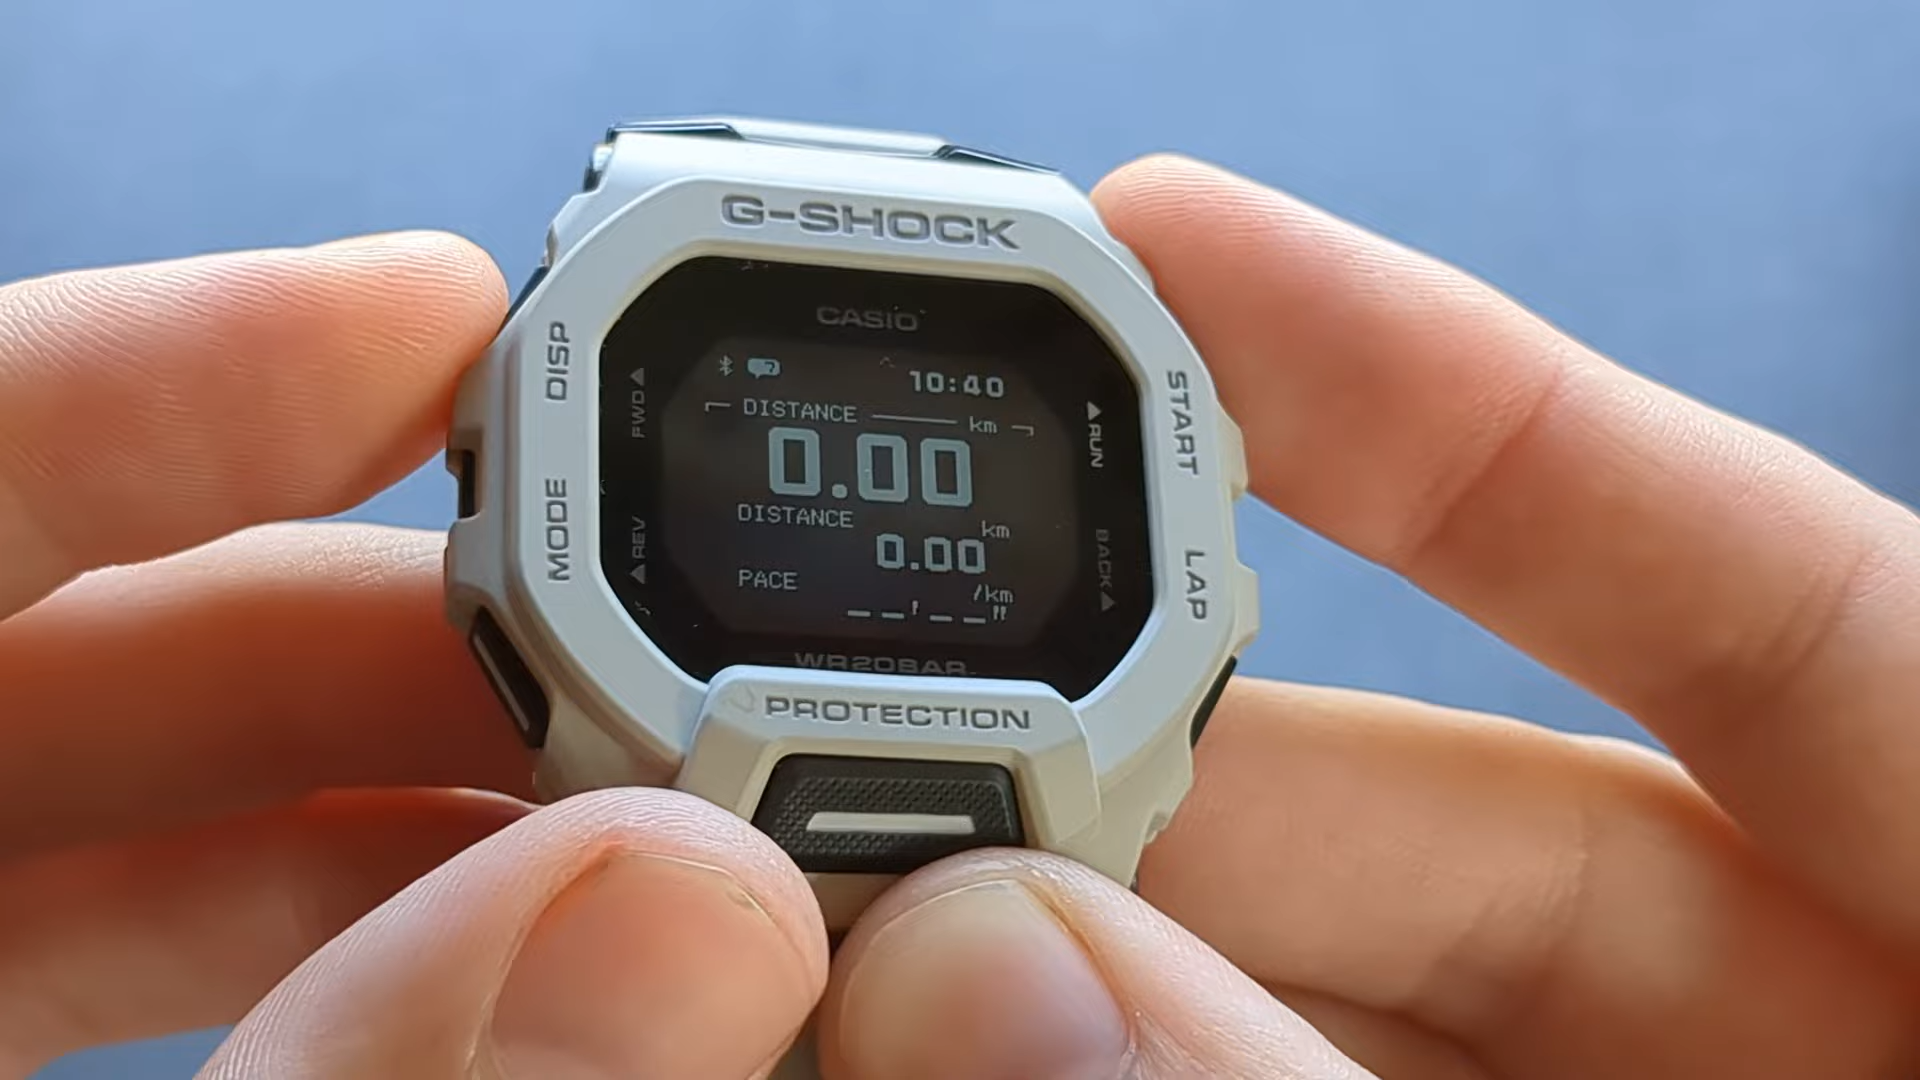 G-SHOCK
CASIO
DISP
FWD▲
10:40
DISTANCE km
0.00
DISTANCE km
0.00
PACE /km
_ _'_ _"
▲RUN
START
MODE
▲REV
BACK▲
LAP
WR20BAR
PROTECTION